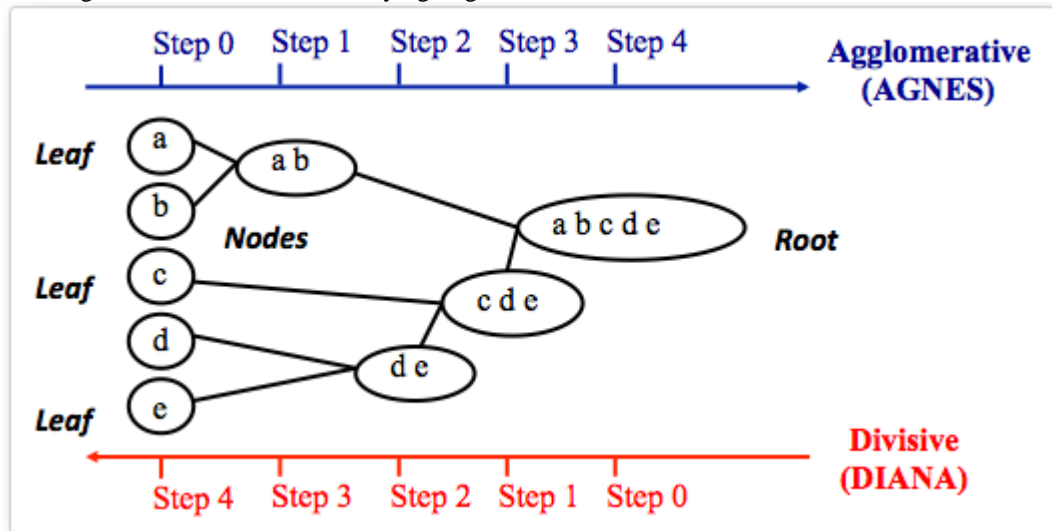 Step 0 Step 1 Step 2 Step 3 Step 4
Agglomerative
(AGNES)
Leaf
a
a b
b
Nodes
a b c d e
Root
Leaf
c
c d e
d
d e
Leaf
e
Divisive
(DIANA)
Step 4 Step 3 Step 2 Step 1 Step 0